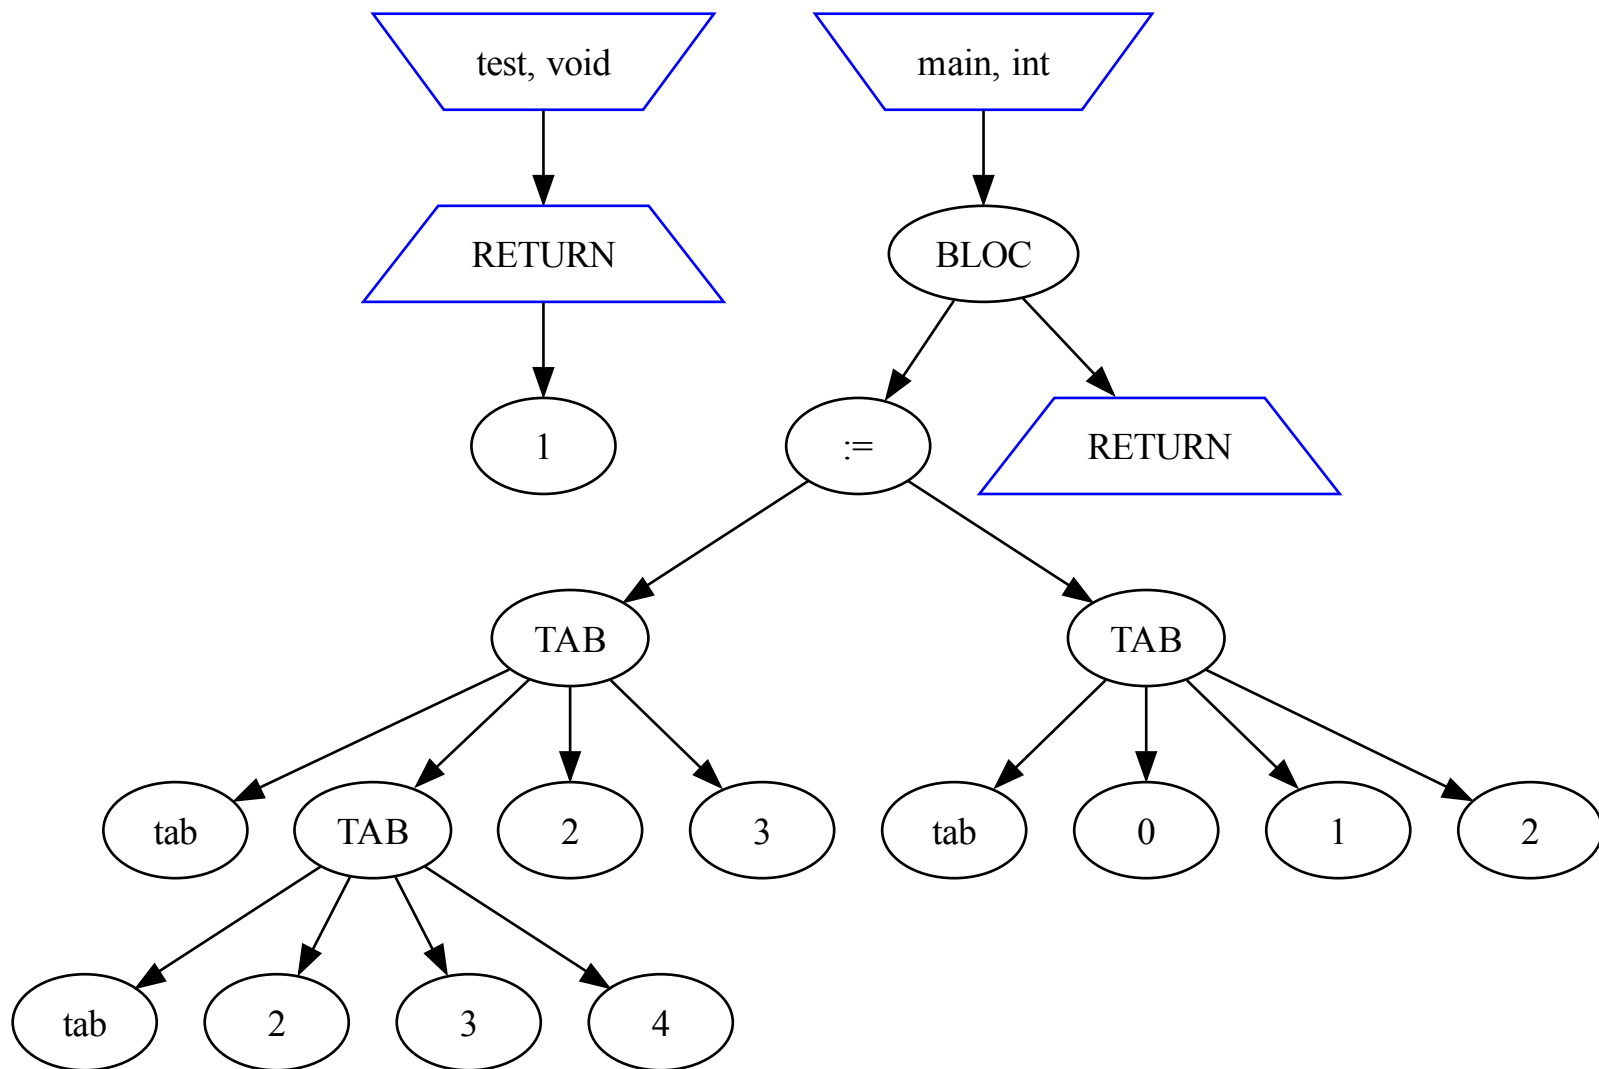 test, void
main, int
RETURN
BLOC
1
:=
RETURN
TAB
TAB
tab
TAB
2
3
tab
0
1
2
tab
2
3
4